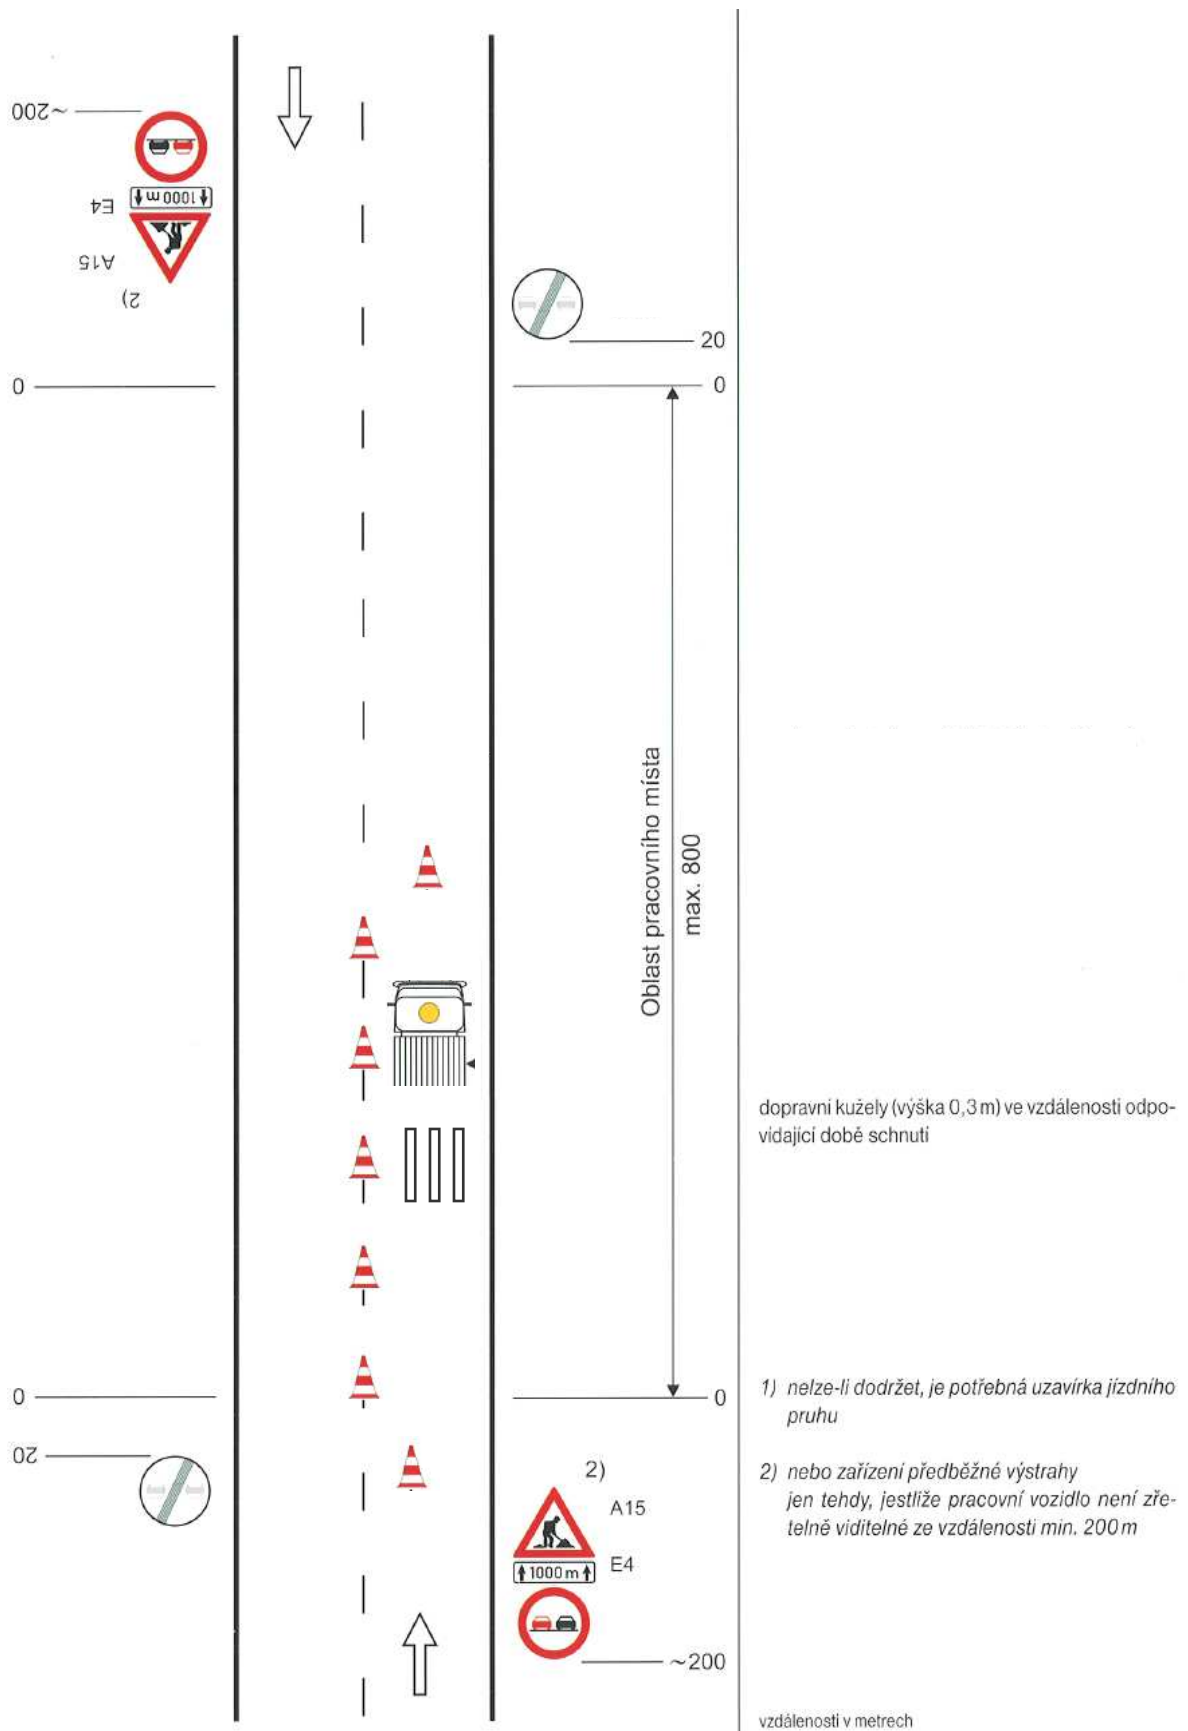 ~200
1000 m
E4
A15
2)
20
0
0
Oblast pracovního místa
max. 800
dopravní kužely (výška 0,3 m) ve vzdálenosti odpo-
vídající době schnutí
0
0
20
1) nelze-li dodržet, je potřebná uzavírka jízdního
pruhu
2) nebo zařízení předběžné výstrahy
jen tehdy, jestliže pracovní vozidlo není zře-
telně viditelné ze vzdálenosti min. 200 m
2)
A15
E4
1000 m
~200
vzdálenosti v metrech